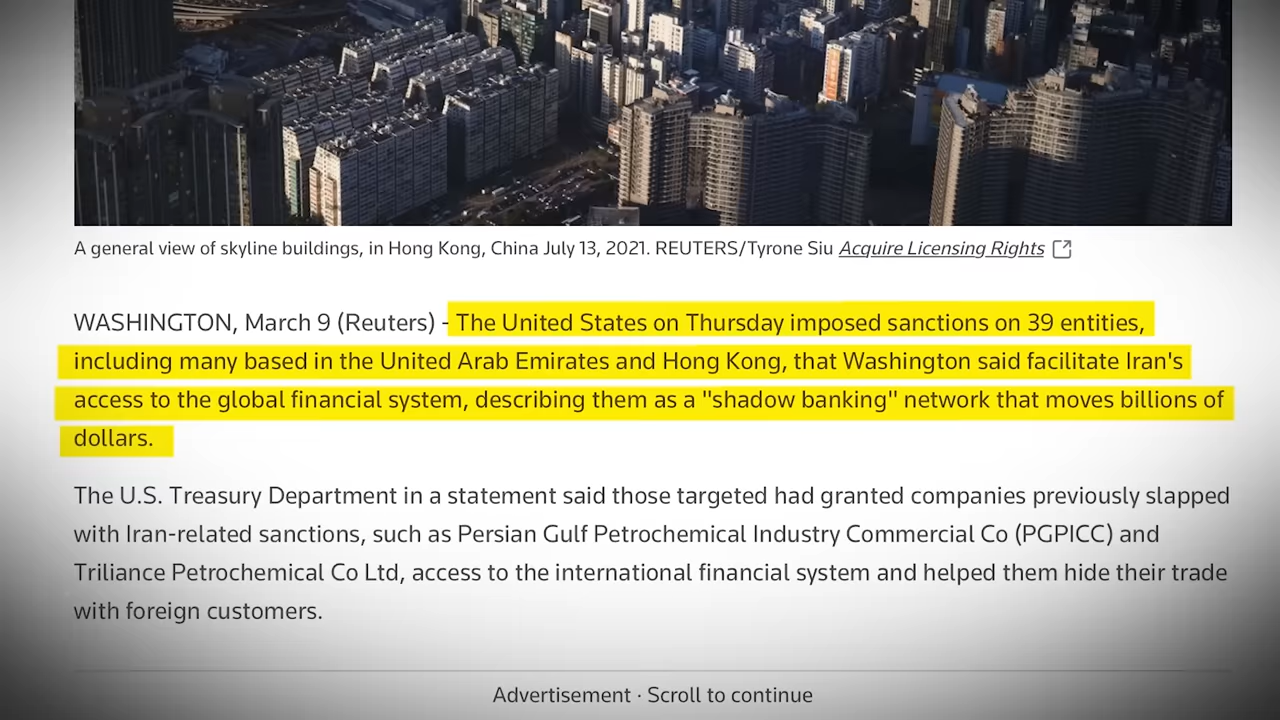 A general view of skyline buildings, in Hong Kong, China July 13, 2021. REUTERS/Tyrone Siu Acquire Licensing Rights
WASHINGTON, March 9 (Reuters) - The United States on Thursday imposed sanctions on 39 entities,
including many based in the United Arab Emirates and Hong Kong, that Washington said facilitate Iran's
access to the global financial system, describing them as a "shadow banking" network that moves billions of
dollars.
The U.S. Treasury Department in a statement said those targeted had granted companies previously slapped
with Iran-related sanctions, such as Persian Gulf Petrochemical Industry Commercial Co (PGPICC) and
Triliance Petrochemical Co Ltd, access to the international financial system and helped them hide their trade
with foreign customers.
Advertisement · Scroll to continue